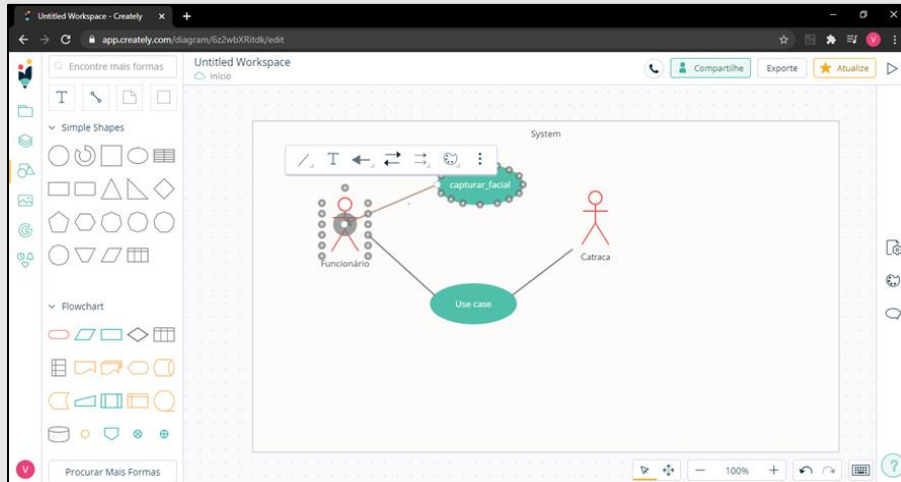 Untitled Workspace - Creately
app.creately.com/diagram/6z2wbXRitdk/edit
V
Encontre mais formas
Untitled Workspace
Início
Compartilhe
Exporte
Atualize
T
Simple Shapes
System
T
capturar_facial
Funcionário
Catraca
Use case
Flowchart
V
Procurar Mais Formas
100%
?